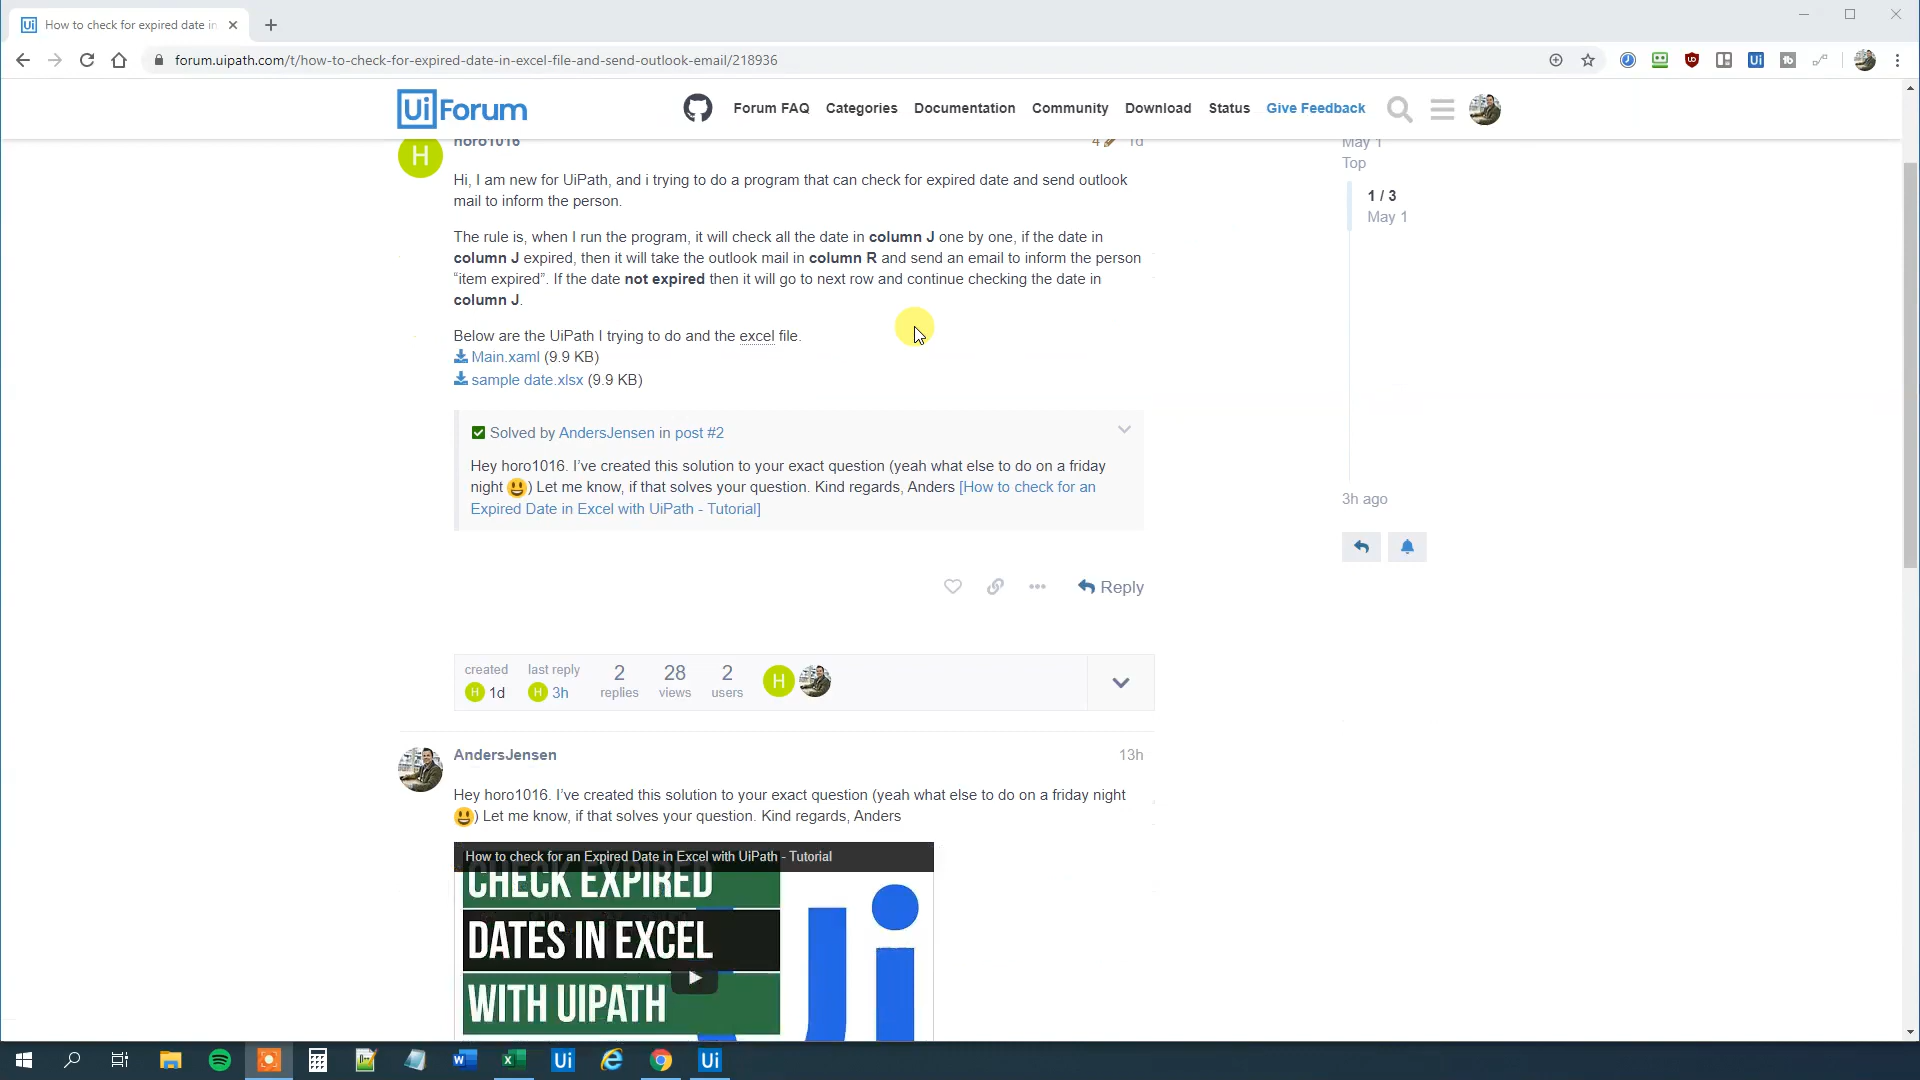 How to check for expired date in
forum.uipath.com/t/how-to-check-for-expired-date-in-excel-file-and-send-outlook-email/218936
Ui Forum
Forum FAQ
Categories
Documentation
Community
Download
Status
Give Feedback
H
horo1016
4
1d
Hi, I am new for UiPath, and i trying to do a program that can check for expired date and send outlook
mail to inform the person.
The rule is, when I run the program, it will check all the date in column J one by one, if the date in
column J expired, then it will take the outlook mail in column R and send an email to inform the person
“item expired”. If the date not expired then it will go to next row and continue checking the date in
column J.
Below are the UiPath I trying to do and the excel file.
Main.xaml (9.9 KB)
sample date.xlsx (9.9 KB)
Solved by AndersJensen in post #2
Hey horo1016. I’ve created this solution to your exact question (yeah what else to do on a friday
night ) Let me know, if that solves your question. Kind regards, Anders [How to check for an
Expired Date in Excel with UiPath - Tutorial]
Reply
created
H 1d
last reply
H 3h
2
replies
28
views
2
users
H
AndersJensen
13h
Hey horo1016. I’ve created this solution to your exact question (yeah what else to do on a friday night
) Let me know, if that solves your question. Kind regards, Anders
How to check for an Expired Date in Excel with UiPath - Tutorial
CHECK EXPIRED
DATES IN EXCEL
WITH UIPATH
Ui
May 1
Top
1 / 3
May 1
3h ago